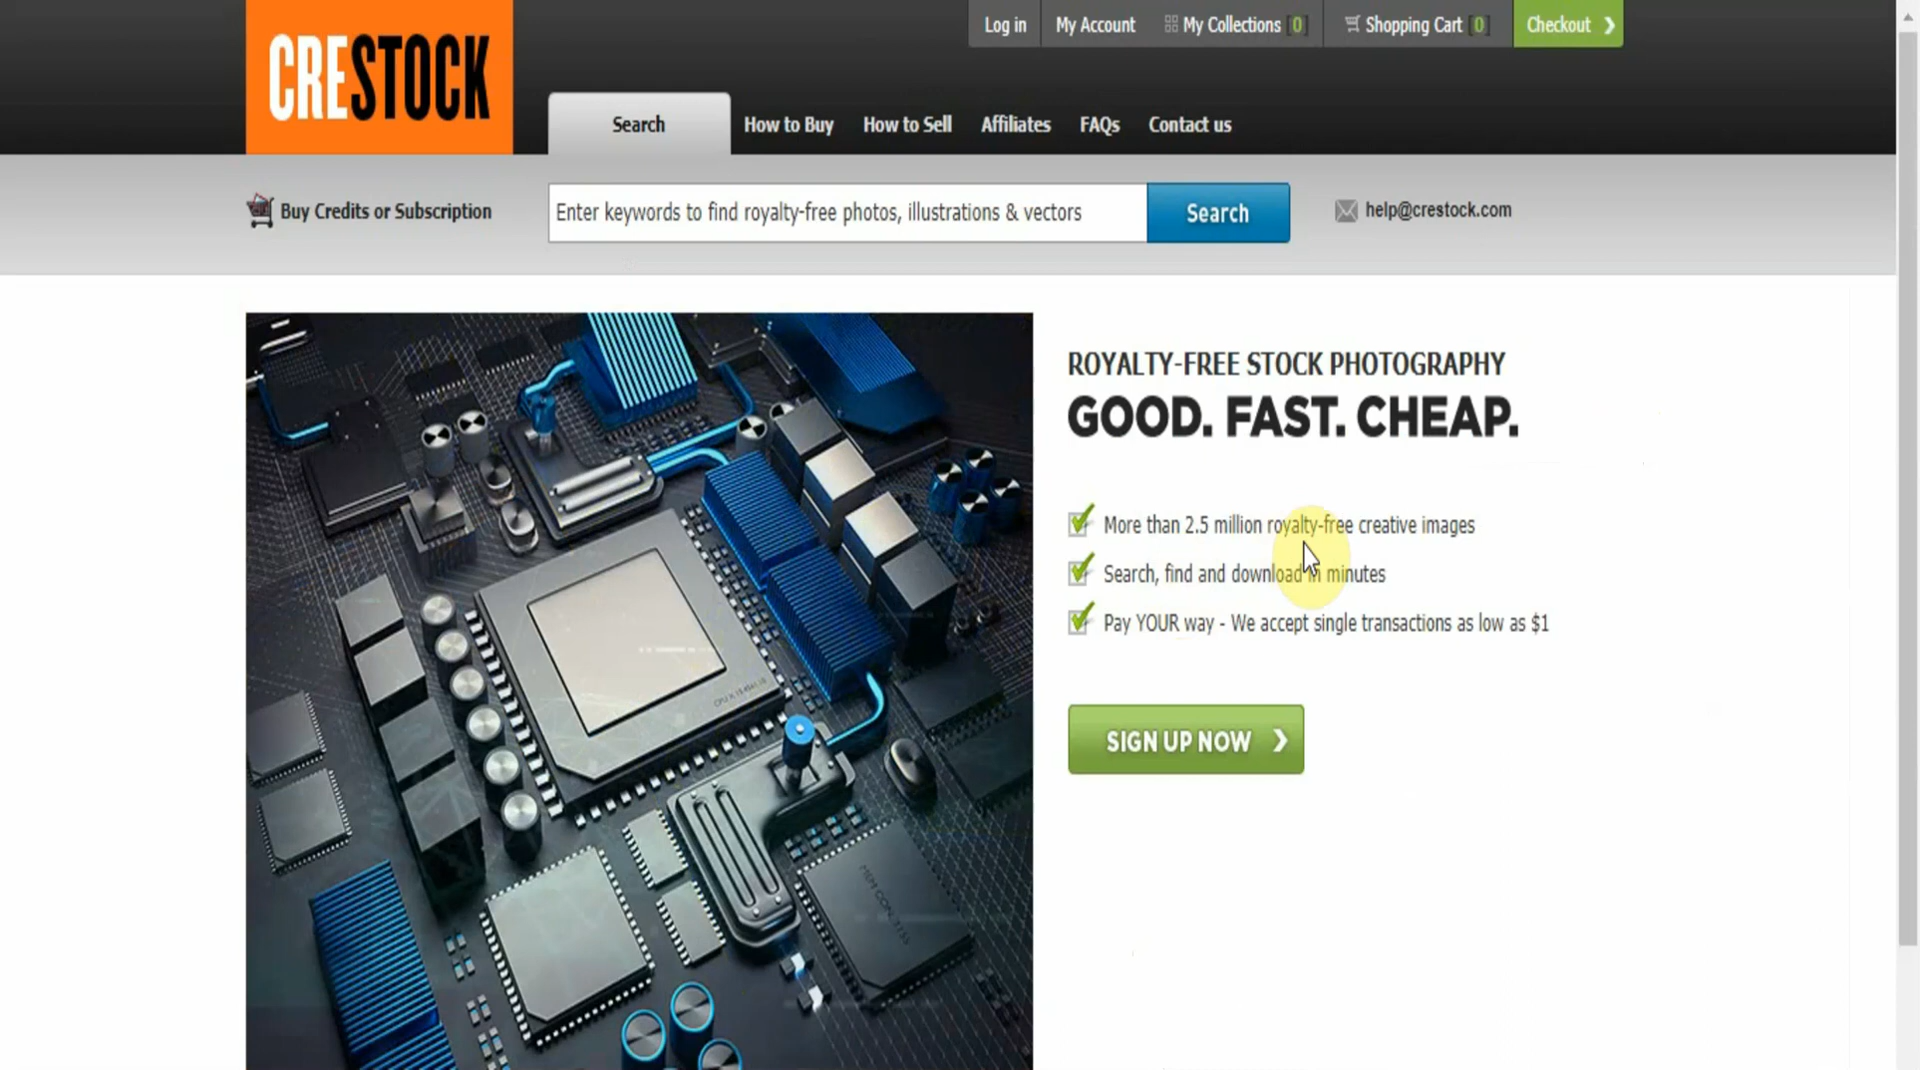 Log in
My Account
My Collections [0]
Shopping Cart [0]
Checkout
CRESTOCK
Search
How to Buy
How to Sell
Affiliates
FAQs
Contact us
Buy Credits or Subscription
Enter keywords to find royalty-free photos, illustrations & vectors
Search
help@crestock.com
ROYALTY-FREE STOCK PHOTOGRAPHY
GOOD. FAST. CHEAP.
More than 2.5 million royalty-free creative images
Search, find and download in minutes
Pay YOUR way - We accept single transactions as low as $1
SIGN UP NOW